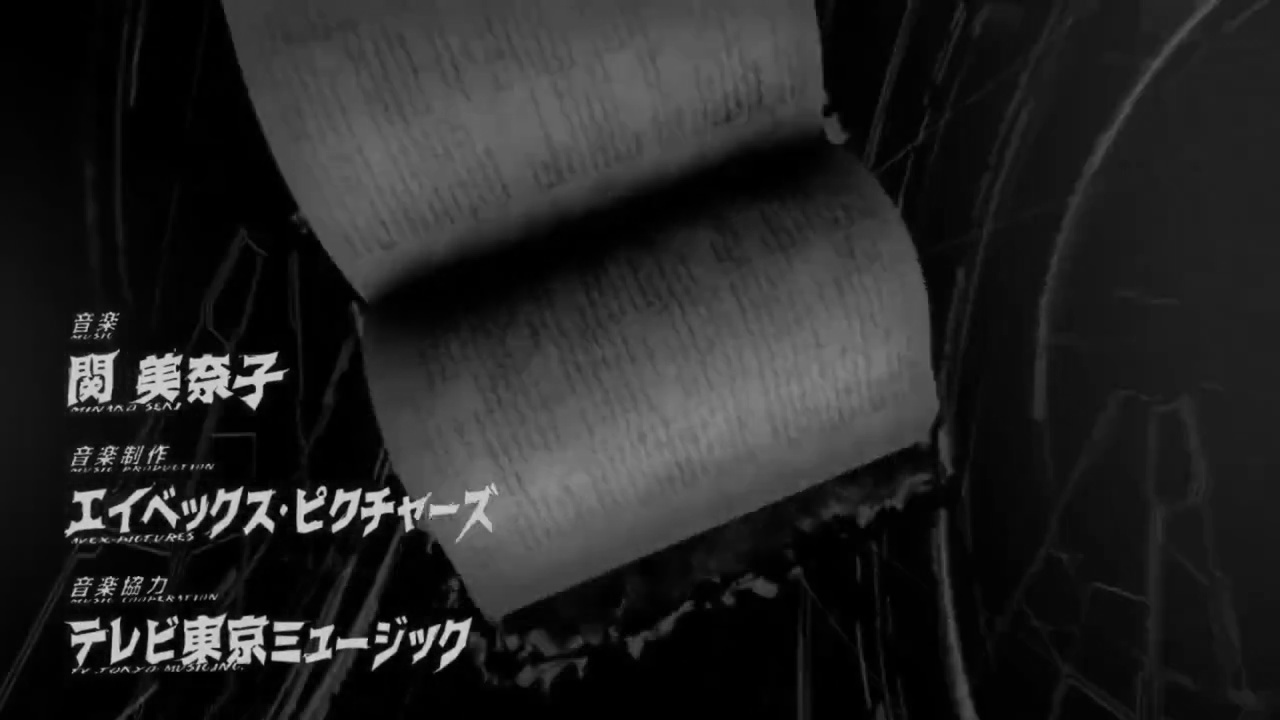 音楽
MUSIC
関 美奈子
MINAKO SEKI
音楽制作
MUSIC PRODUCTION
エイベックス・ピクチャーズ
AVEX PICTURES
音楽協力
MUSIC COOPERATION
テレビ東京ミュージック
TV TOKYO MUSIC, INC.